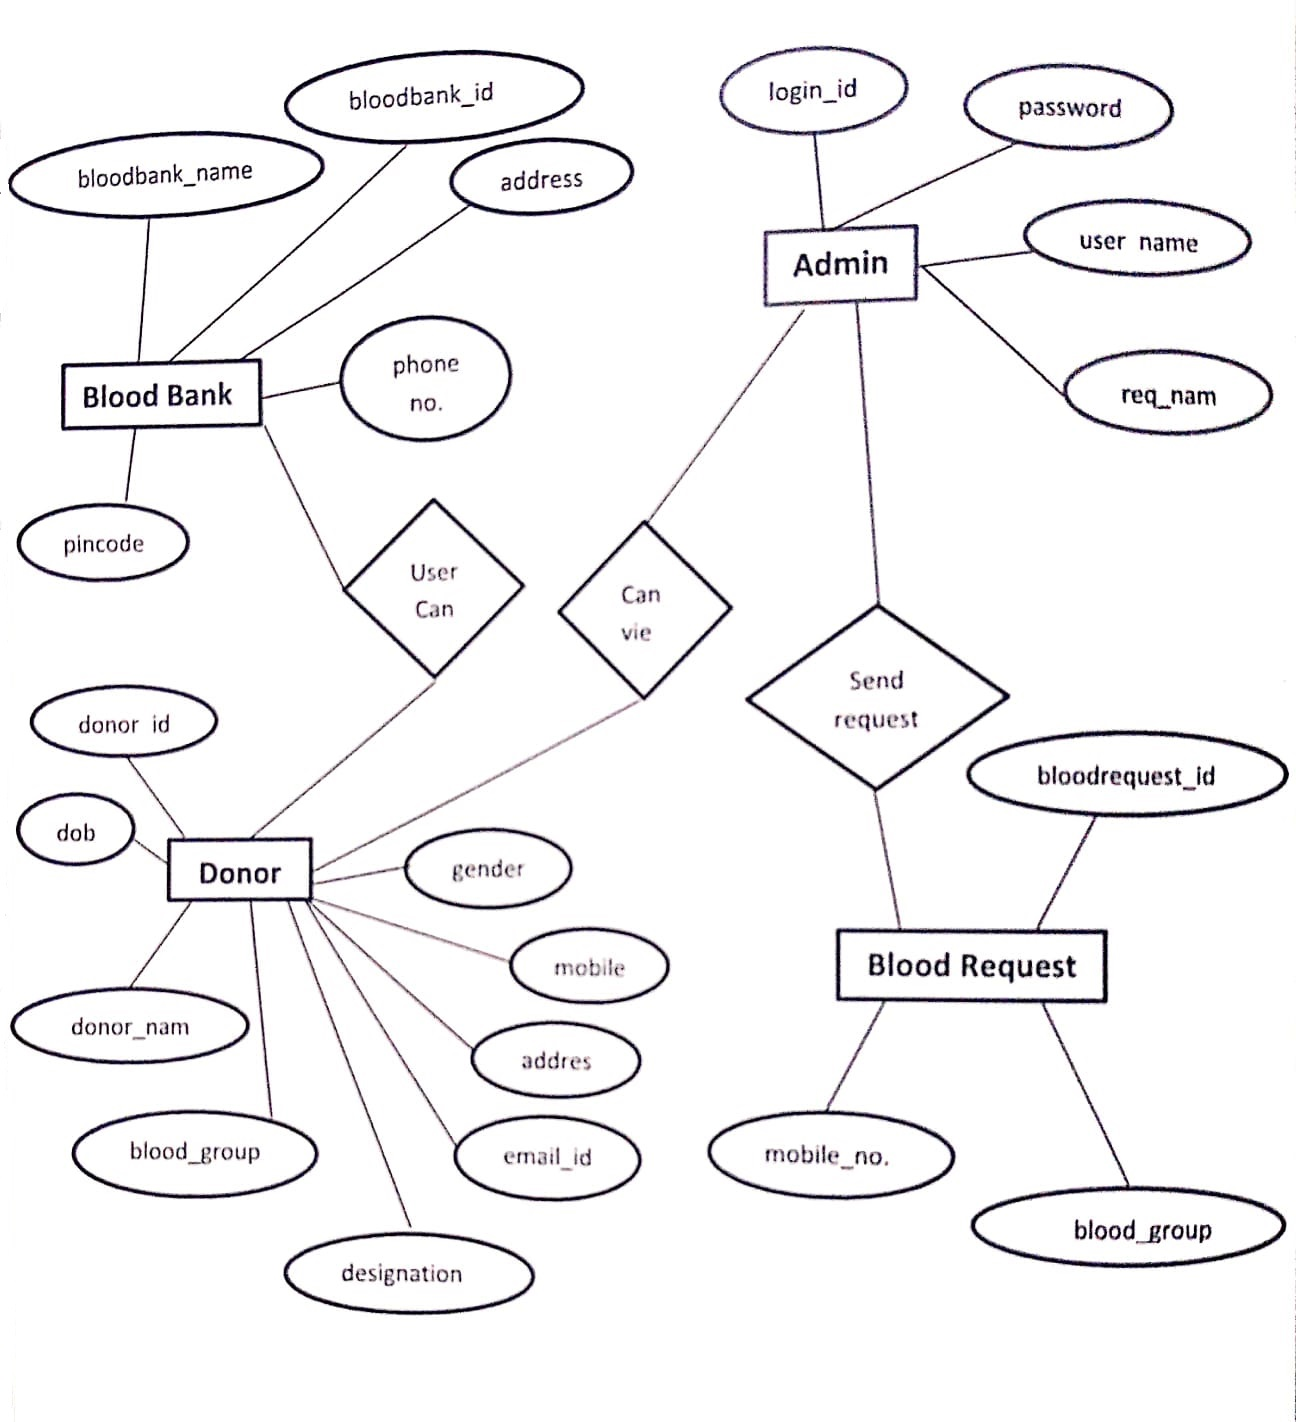 bloodbank_id
login_id
password
bloodbank_name
address
user name
Admin
phone
no.
Blood Bank
req_nam
pincode
User
Can
Can
vie
Send
request
donor id
bloodrequest_id
dob
Donor
gender
mobile
Blood Request
donor_nam
addres
blood_group
email_id
mobile_no.
blood_group
designation